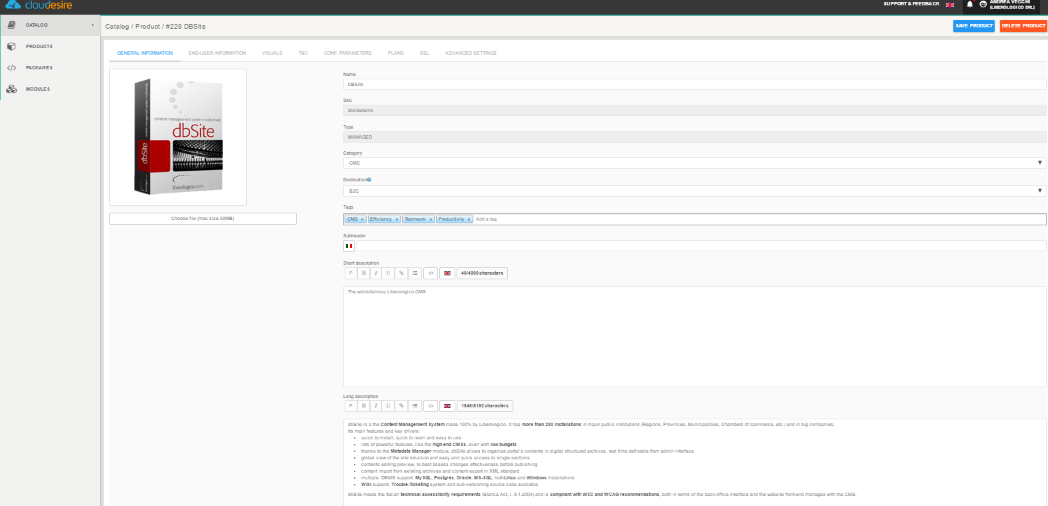 cloudesire
SUPPORT & FEEDBACK
ANDREA VECCHI
(LIBEROLOGICO SRL)
CATALOG
PRODUCTS
PACKAGES
MODULES
Catalog / Product / #229 DBSite
SAVE PRODUCT
DELETE PRODUCT
GENERAL INFORMATION
END-USER INFORMATION
VISUALS
T&C
CONF. PARAMETERS
PLANS
SSL
ADVANCED SETTINGS
content management system multicanale
dbSite
dbSite
liberologico.com
Choose file (max size 50MB)
Name
DBSite
SKU
dbsitedemo
Type
MANAGED
Category
CMS
Destination
B2C
Tags
CMS x Efficiency x Teamwork x Productivity x Add a tag
Subheader
Short description
P B I U
40/4000 characters
The world-famous Liberologico CMS
Long description
P B I U
1846/8192 characters
dbSite is a the Content Management System made 100% by Liberologico. It has more than 200 installations in major public institutions (Regions, Provinces, Municipalities, Chambers of Commerce, etc.) and in big companies.
Its main features and key drivers:
• quick to install, quick to learn and easy to use
• lots of powerful features, like the high-end CMSs, even with low budgets
• thanks to the Metadata Manager module, dbSite allows to organize portal's contents in digital structured archives, real time definable from admin interface
• global view of the site structure and easy and quick access to single sections
• contents editing preview, to best assess changes effectiveness before publishing
• content import from existing archives and content export in XML standard
• multiple DBMS support, My SQL, Postgres, Oracle, MS-SQL, both Linux and Windows installations
• Wiki support, Trouble-Ticketing system and sub-versioning source code available
dbSite meets the Italian technical accessibility requirements (Stanca Act, l. 9.1.2004) and is compliant with W3C and WCAG recommendations, both in terms of the back-office interface and the website frontend managed with the CMS.